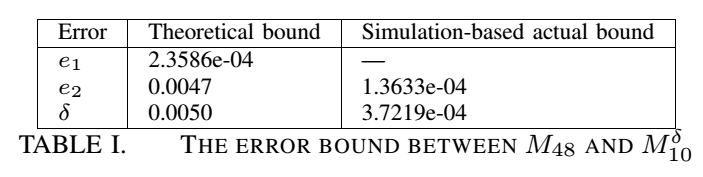 Error Theoretical bound Simulation-based actual bound
e₁ 2.3586e-04 —
e₂ 0.0047 1.3633e-04
δ 0.0050 3.7219e-04
TABLE I. THE ERROR BOUND BETWEEN M₄₈ AND M₁₀^δ